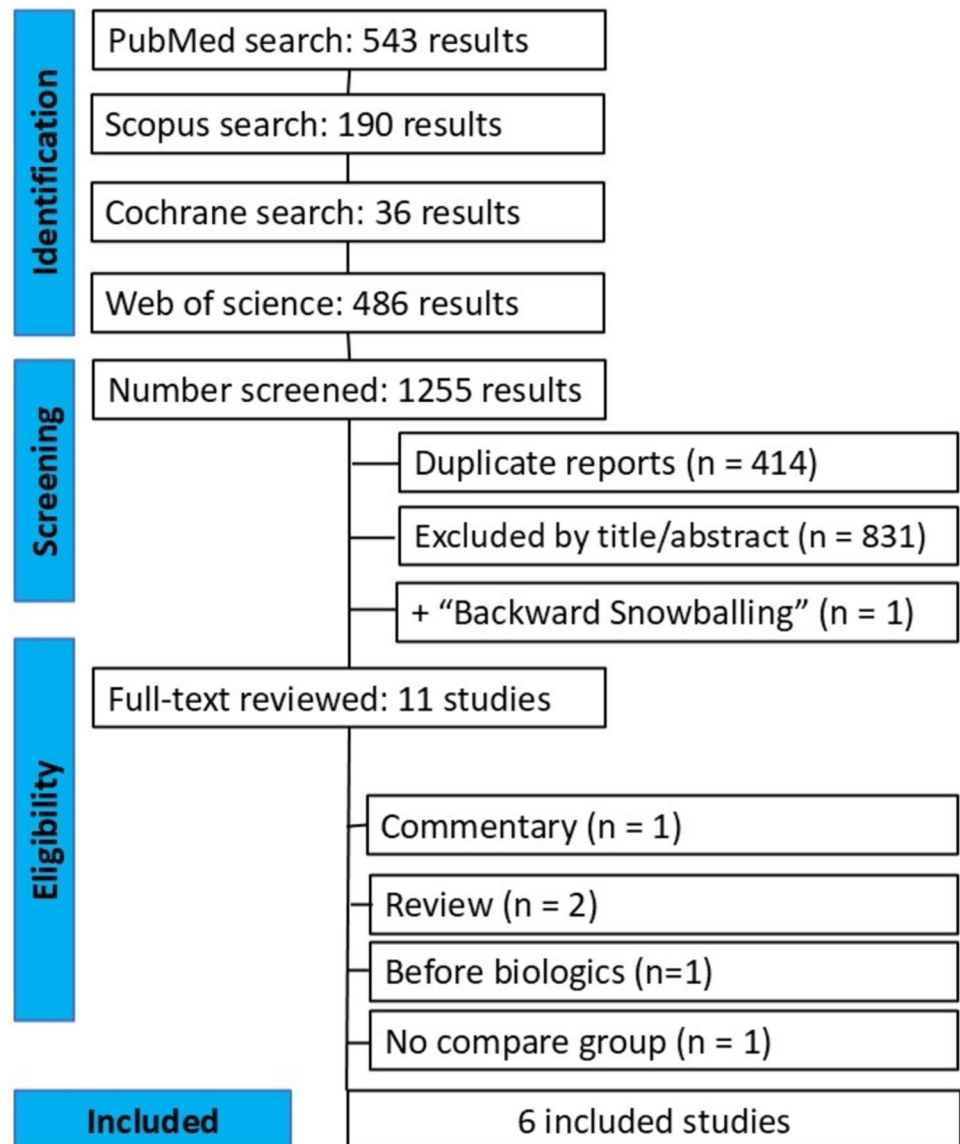 Identification
PubMed search: 543 results
Scopus search: 190 results
Cochrane search: 36 results
Web of science: 486 results
Screening
Number screened: 1255 results
Duplicate reports (n = 414)
Excluded by title/abstract (n = 831)
+ “Backward Snowballing” (n = 1)
Eligibility
Full-text reviewed: 11 studies
Commentary (n = 1)
Review (n = 2)
Before biologics (n=1)
No compare group (n = 1)
Included
6 included studies